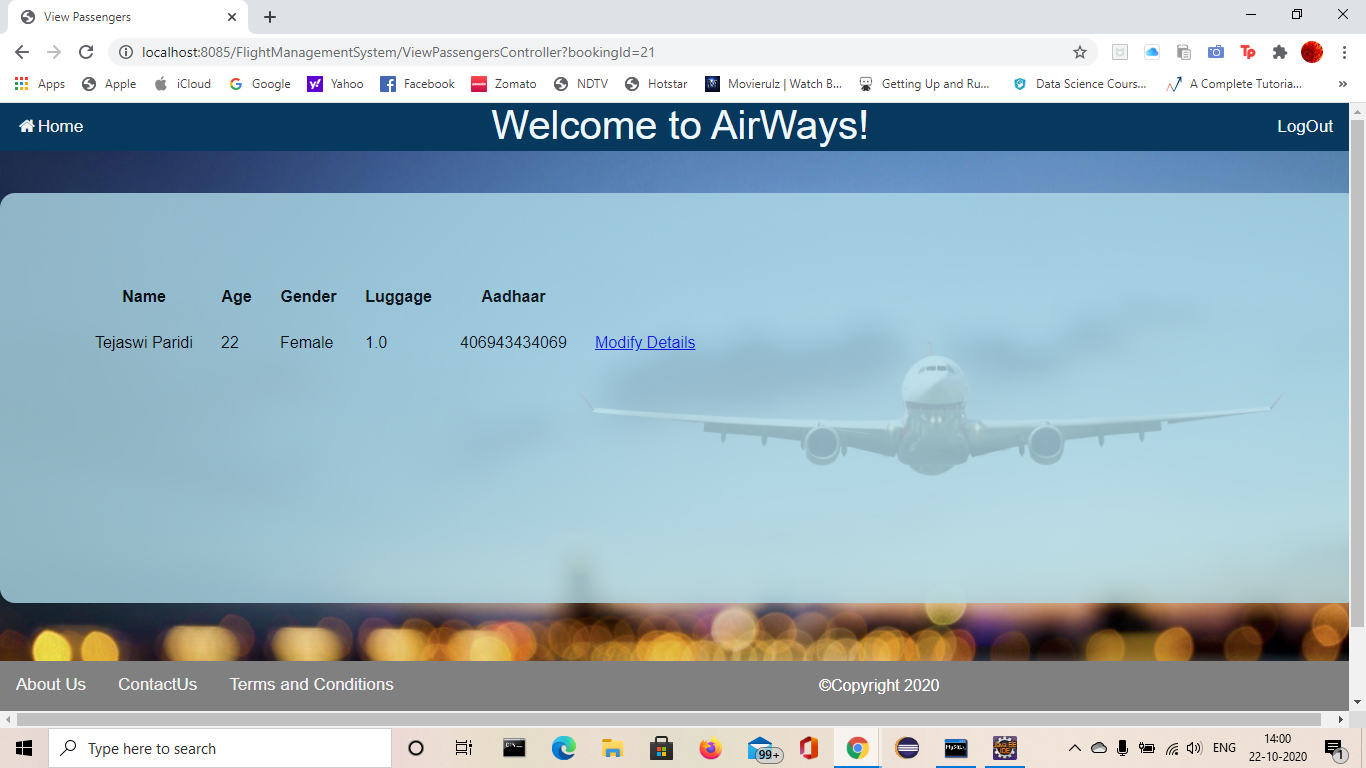 View Passengers
localhost:8085/FlightManagementSystem/ViewPassengersController?bookingId=21
Apps Apple iCloud Google Yahoo Facebook Zomato NDTV Hotstar Movierulz | Watch B... Getting Up and Ru... Data Science Cours... A Complete Tutoria... »
Home Welcome to AirWays! LogOut
Name Age Gender Luggage Aadhaar
Tejaswi Paridi 22 Female 1.0 406943434069 Modify Details
About Us ContactUs Terms and Conditions ©Copyright 2020
Type here to search 99+ ENG 14:00
22-10-2020 1